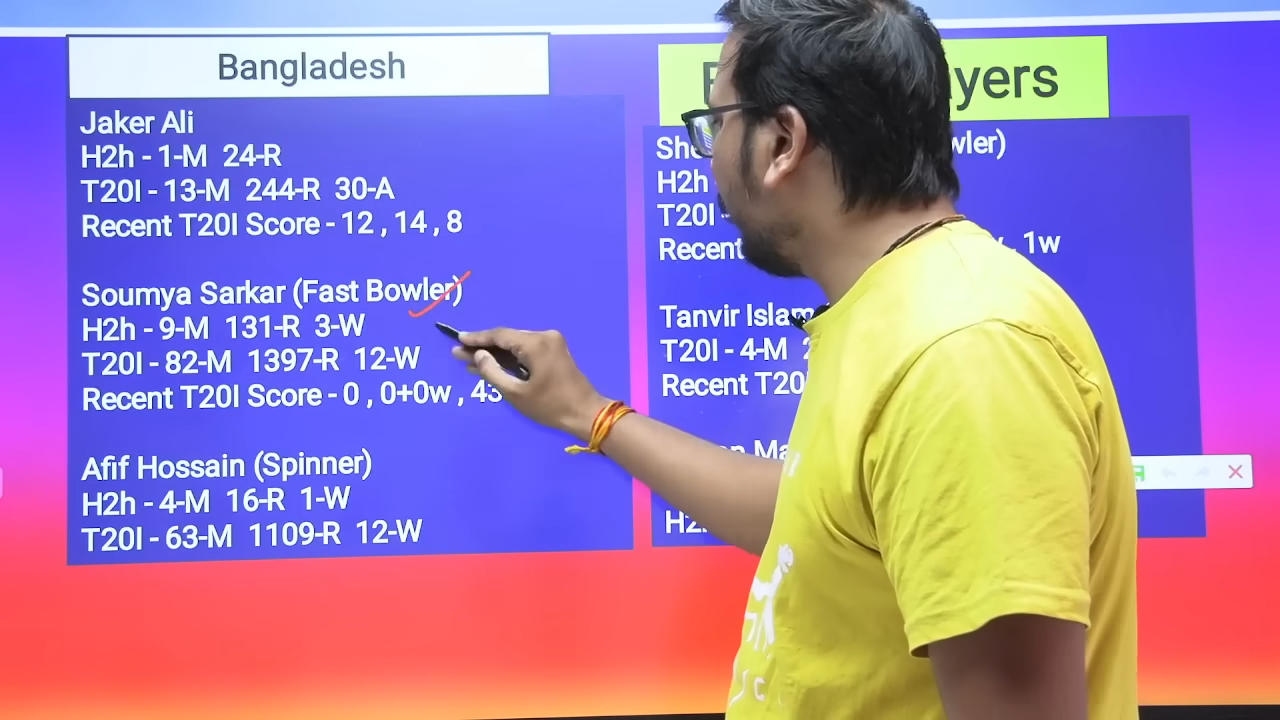 Bangladesh
Jaker Ali
H2h - 1-M 24-R
T20I - 13-M 244-R 30-A
Recent T20I Score - 12 , 14 , 8
Soumya Sarkar (Fast Bowler)
H2h - 9-M 131-R 3-W
T20I - 82-M 1397-R 12-W
Recent T20I Score - 0 , 0+0w , 43
Afif Hossain (Spinner)
H2h - 4-M 16-R 1-W
T20I - 63-M 1109-R 12-W
H2h
T20I -
Recent , 1w
Tanvir Islam
T20I - 4-M
Recent T20I